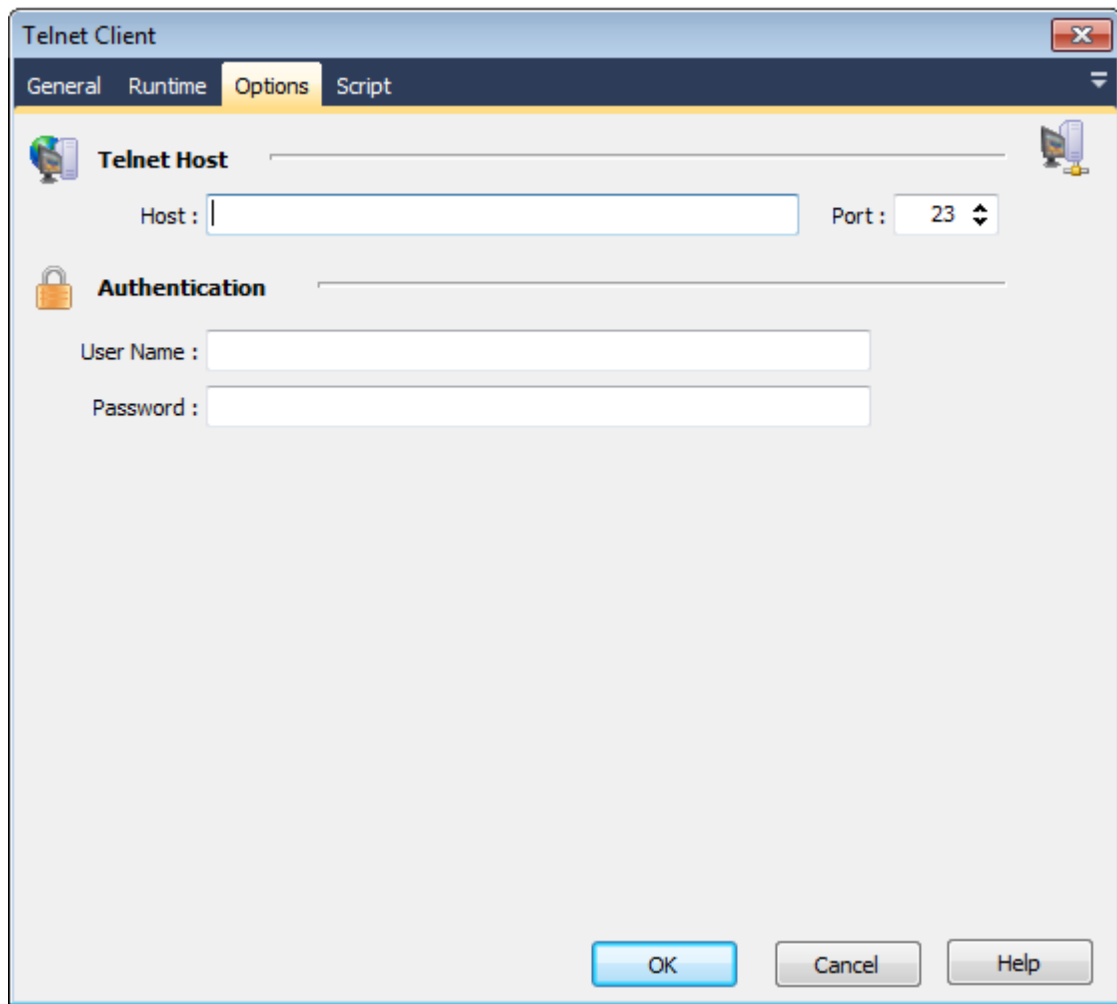 Telnet Client
General Runtime Options Script
Telnet Host
Host : Port : 23
Authentication
User Name :
Password :
OK Cancel Help